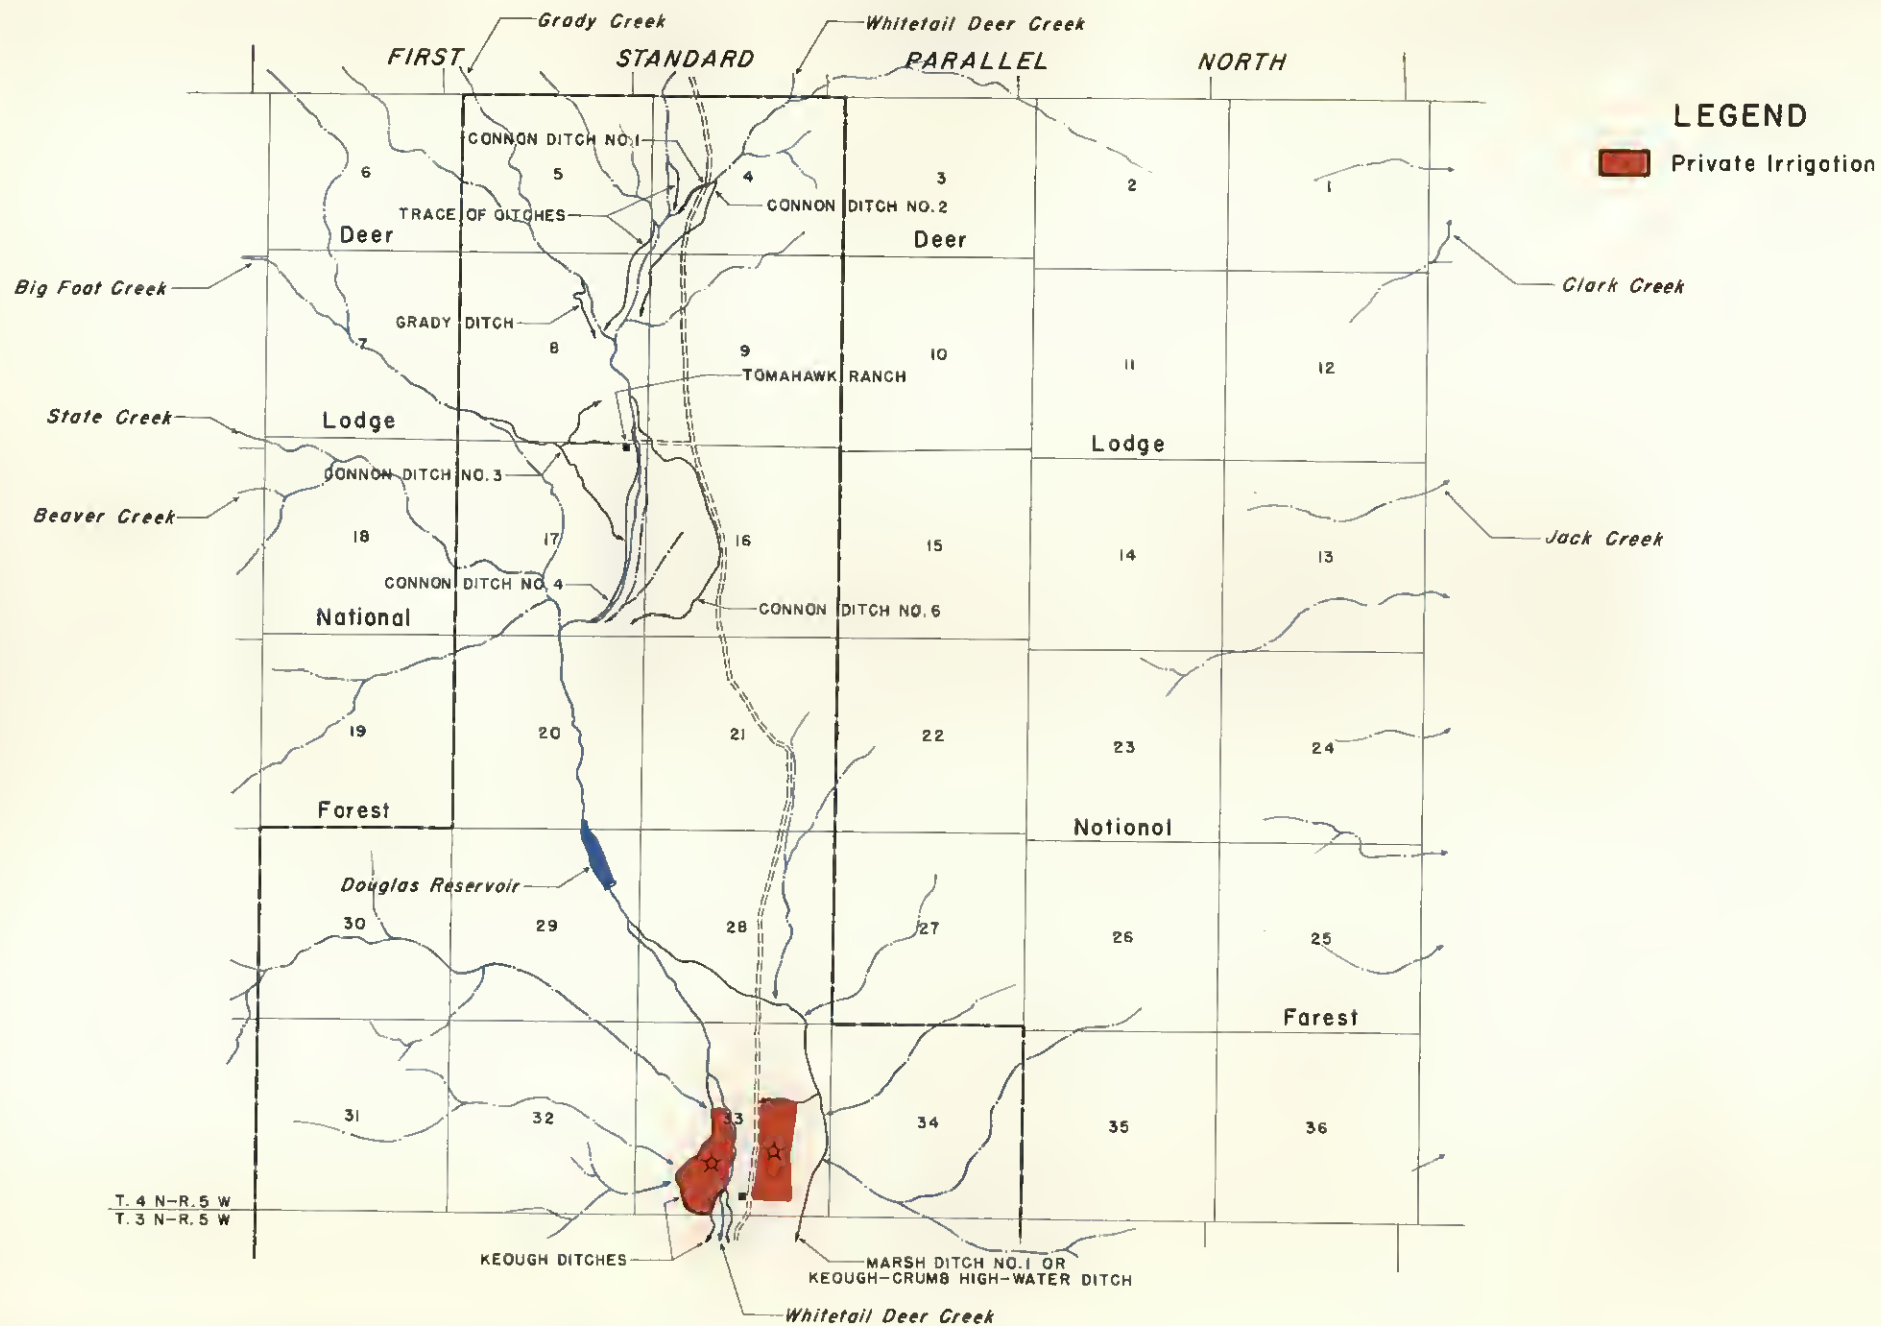 Grady Creek
Whitetail Deer Creek
FIRST STANDARD PARALLEL NORTH
LEGEND
Private Irrigation
CONNON DITCH NO. 1
6 5 4 3 2 1
TRACE OF DITCHES
CONNON DITCH NO. 2
Deer Deer
Big Foot Creek
Clark Creek
GRADY DITCH
7 8 9 10 11 12
TOMAHAWK RANCH
State Creek
Lodge Lodge
CONNON DITCH NO. 3
Beaver Creek
Jack Creek
18 17 16 15 14 13
CONNON DITCH NO. 4
CONNON DITCH NO. 6
National
19 20 21 22 23 24
Forest
National
Douglas Reservoir
30 29 28 27 26 25
Forest
31 32 33 34 35 36
T. 4 N-R. 5 W
T. 3 N-R. 5 W
KEOUGH DITCHES
MARSH DITCH NO. 1 OR
KEOUGH-CRUMB HIGH-WATER DITCH
Whitetail Deer Creek